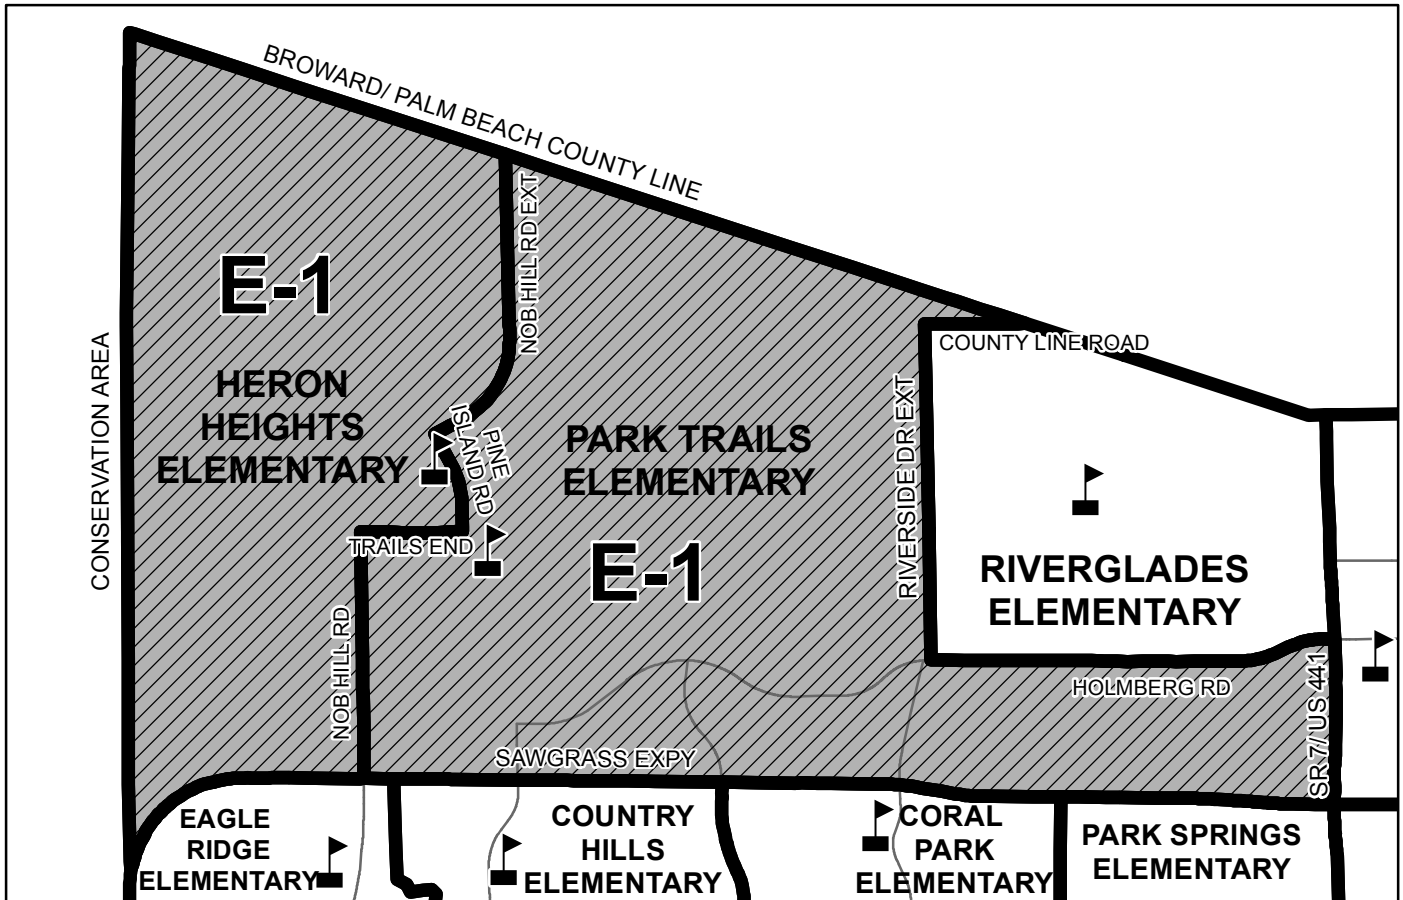 BROWARD/ PALM BEACH COUNTY LINE
NOB HILL RD EXT
E-1
HERON
HEIGHTS
ELEMENTARY
CONSERVATION AREA
PINE
ISLAND RD
TRAILS END
NOB HILL RD
PARK TRAILS
ELEMENTARY
E-1
COUNTY LINE ROAD
RIVERSIDE DR EXT
RIVERGLADES
ELEMENTARY
HOLMBERG RD
SR 7/ US 441
SAWGRASS EXPY
EAGLE
RIDGE
ELEMENTARY
COUNTRY
HILLS
ELEMENTARY
CORAL
PARK
ELEMENTARY
PARK SPRINGS
ELEMENTARY